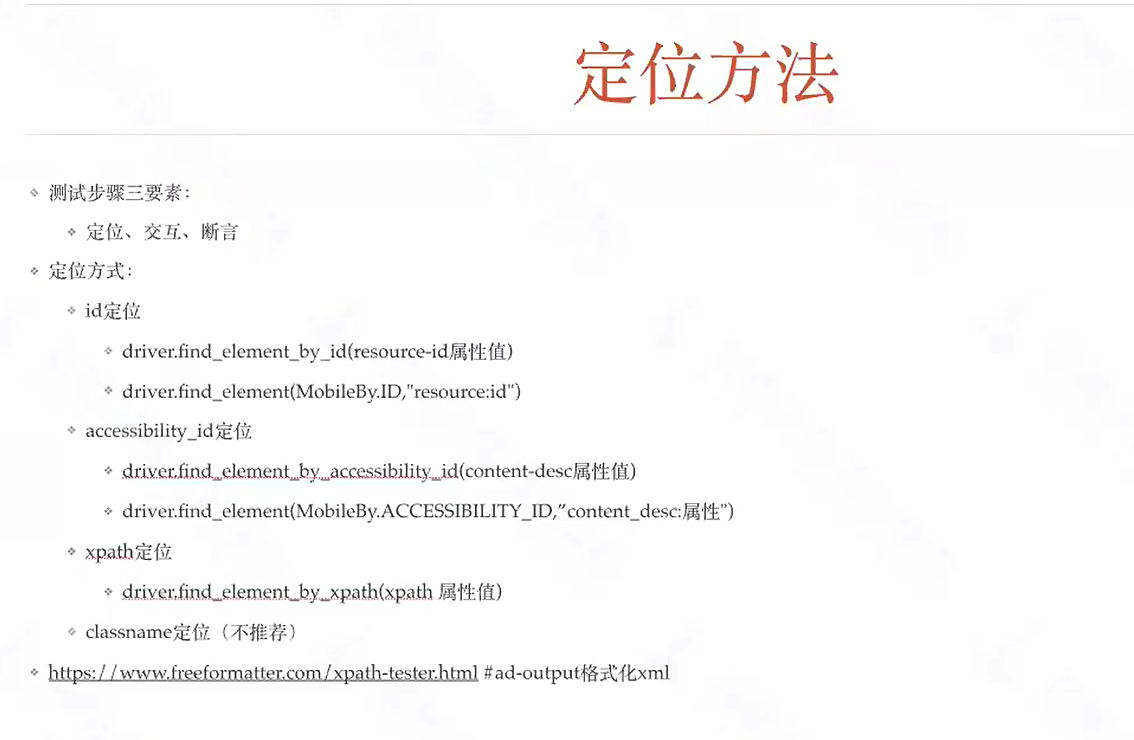 定位方法
测试步骤三要素：
定位、交互、断言
定位方式：
id定位
driver.find_element_by_id(resource-id属性值)
driver.find_element(MobileBy.ID,"resource:id")
accessibility_id定位
driver.find_element_by_accessibility_id(content-desc属性值)
driver.find_element(MobileBy.ACCESSIBILITY_ID,”content_desc:属性")
xpath定位
driver.find_element_by_xpath(xpath 属性值)
classname定位（不推荐）
https://www.freeformatter.com/xpath-tester.html #ad-output格式化xml